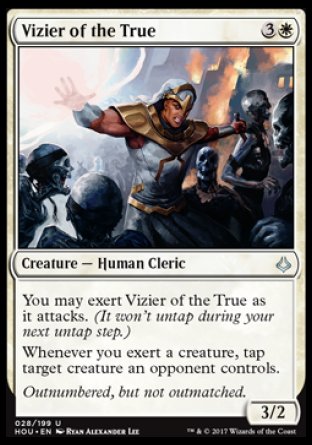 Vizier of the True 3
Creature — Human Cleric
You may exert Vizier of the True as
it attacks. (It won't untap during your
next untap step.)
Whenever you exert a creature, tap
target creature an opponent controls.
Outnumbered, but not outmatched.
3/2
028/199 U
HOU • EN Ryan Alexander Lee
™ & © 2017 Wizards of the Coast